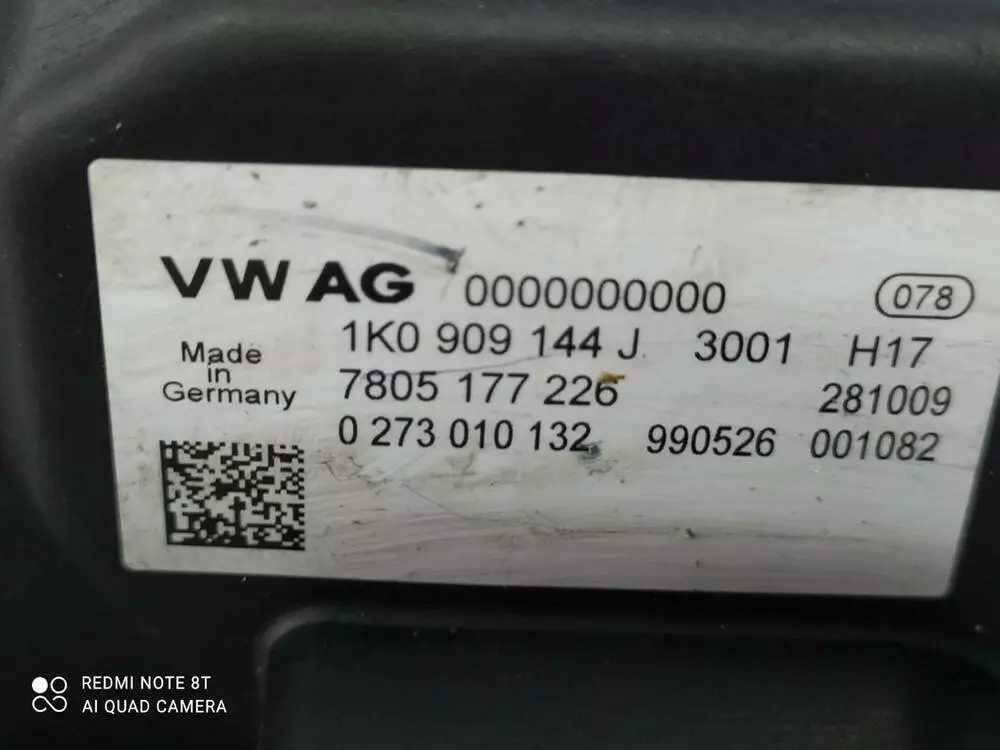 VW AG 0000000000 078
1K0 909 144 J 3001 H17
Made
in
Germany
7805 177 226 281009
0 273 010 132 990526 001082
REDMI NOTE 8T
AI QUAD CAMERA